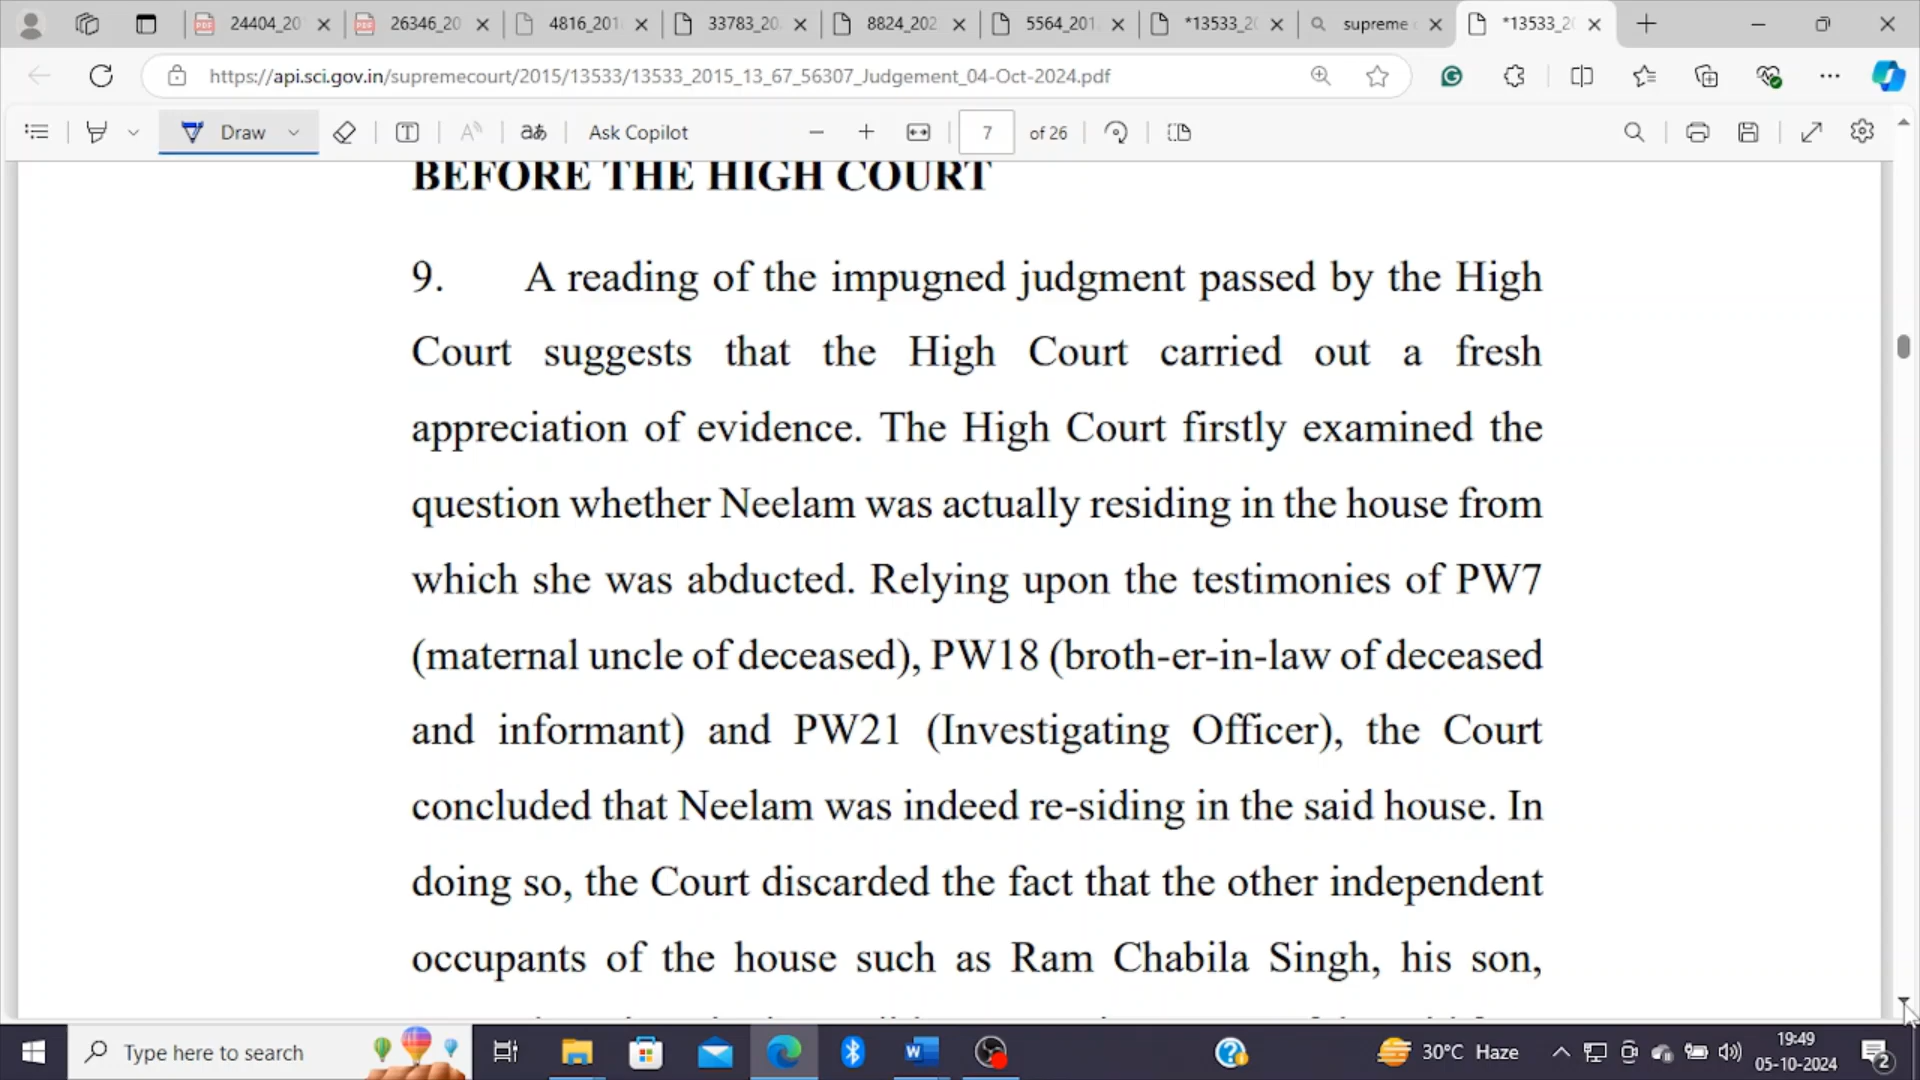 24404_20
26346_20
4816_201
33783_20
8824_202
5564_201
*13533_20
supreme
*13533_20
https://api.sci.gov.in/supremecourt/2015/13533/13533_2015_13_67_56307_Judgement_04-Oct-2024.pdf
Draw
Ask Copilot
7 of 26
BEFORE THE HIGH COURT
9. A reading of the impugned judgment passed by the High
Court suggests that the High Court carried out a fresh
appreciation of evidence. The High Court firstly examined the
question whether Neelam was actually residing in the house from
which she was abducted. Relying upon the testimonies of PW7
(maternal uncle of deceased), PW18 (broth-er-in-law of deceased
and informant) and PW21 (Investigating Officer), the Court
concluded that Neelam was indeed re-siding in the said house. In
doing so, the Court discarded the fact that the other independent
occupants of the house such as Ram Chabila Singh, his son,
Type here to search
30°C Haze
19:49
05-10-2024
2